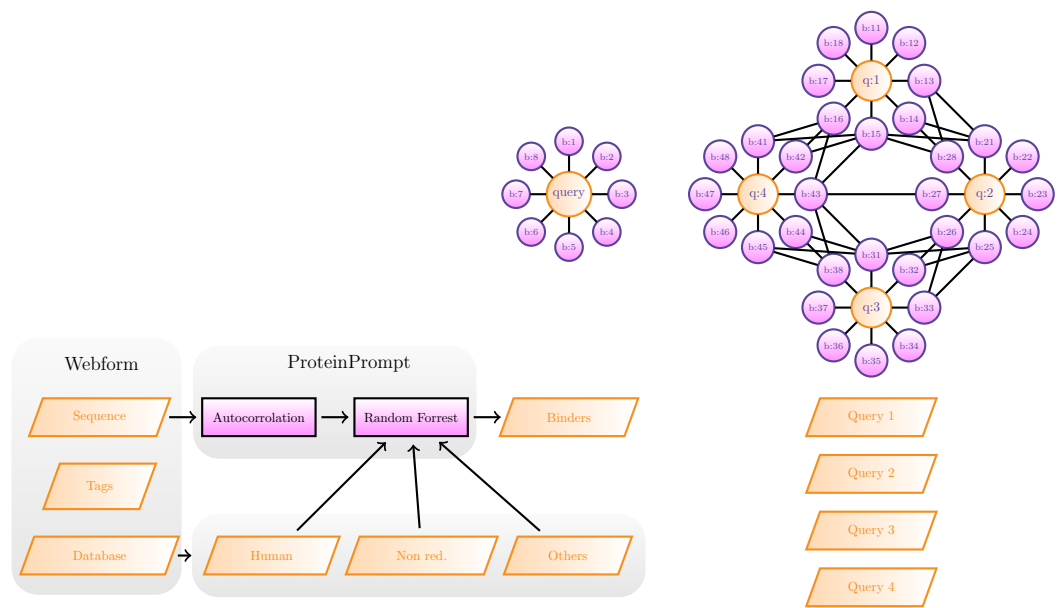 b:11
b:18
b:12
b:17
q:1
b:13
b:16
b:14
b:15
b:1
b:8
b:2
b:7
query
b:3
b:6
b:4
b:5
b:41
b:21
b:48
b:42
b:28
b:22
b:47
q:4
b:43
b:27
q:2
b:23
b:46
b:44
b:26
b:24
b:45
b:31
b:25
b:38
b:32
b:37
q:3
b:33
b:36
b:34
b:35
Webform
ProteinPrompt
Sequence
Autocorrolation
Random Forrest
Binders
Tags
Database
Human
Non red.
Others
Query 1
Query 2
Query 3
Query 4